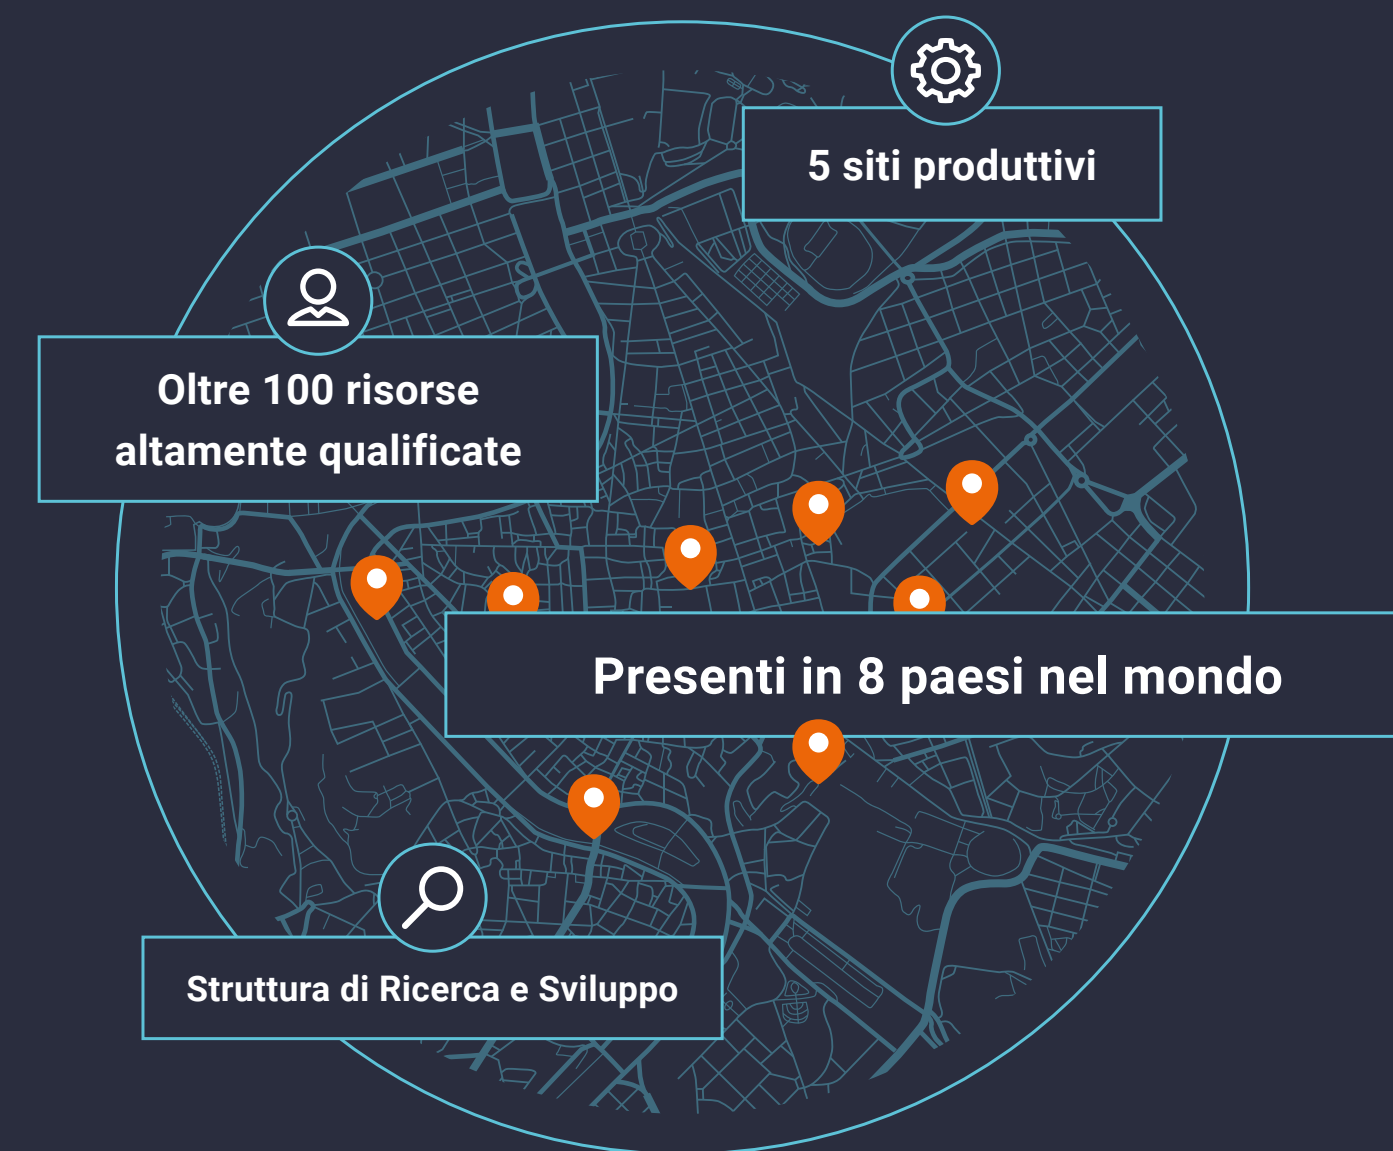 5 siti produttivi
Oltre 100 risorse
altamente qualificate
Presenti in 8 paesi nel mondo
Struttura di Ricerca e Sviluppo